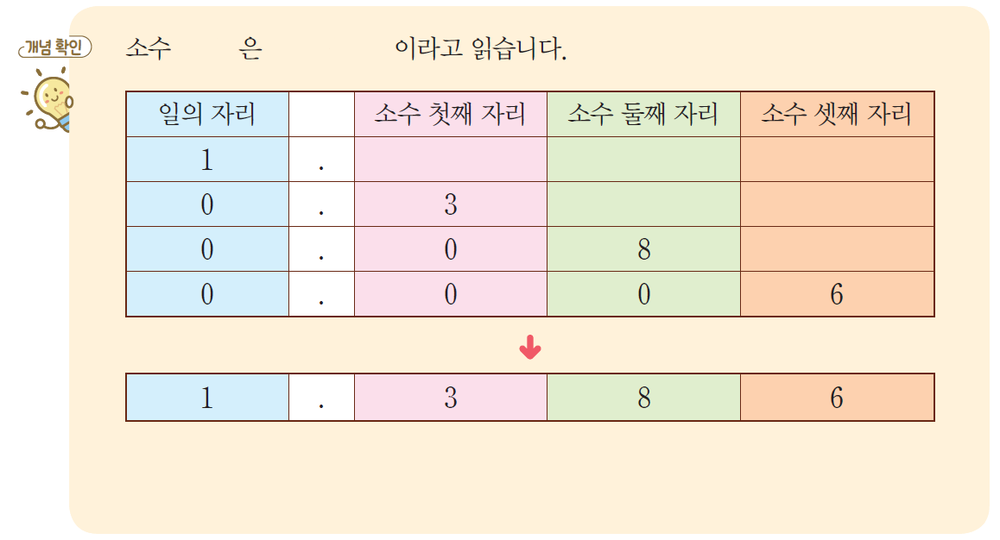 개념 확인
소수 은 이라고 읽습니다.
일의 자리 소수 첫째 자리 소수 둘째 자리 소수 셋째 자리
1 .
0 . 3
0 . 0 8
0 . 0 0 6
1 . 3 8 6